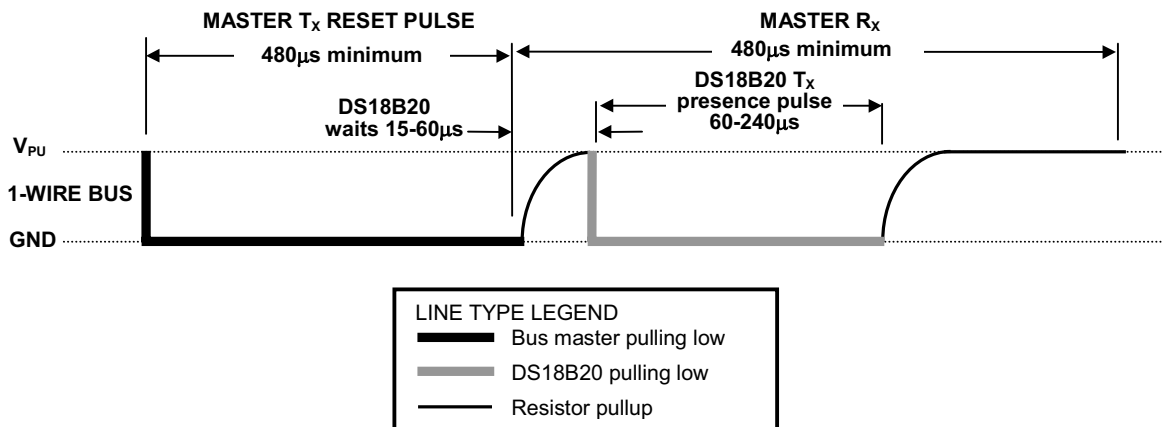 MASTER TX RESET PULSE
480μs minimum
MASTER RX
480μs minimum
DS18B20 TX
presence pulse
60-240μs
DS18B20
waits 15-60μs
VPU
1-WIRE BUS
GND
LINE TYPE LEGEND
Bus master pulling low
DS18B20 pulling low
Resistor pullup